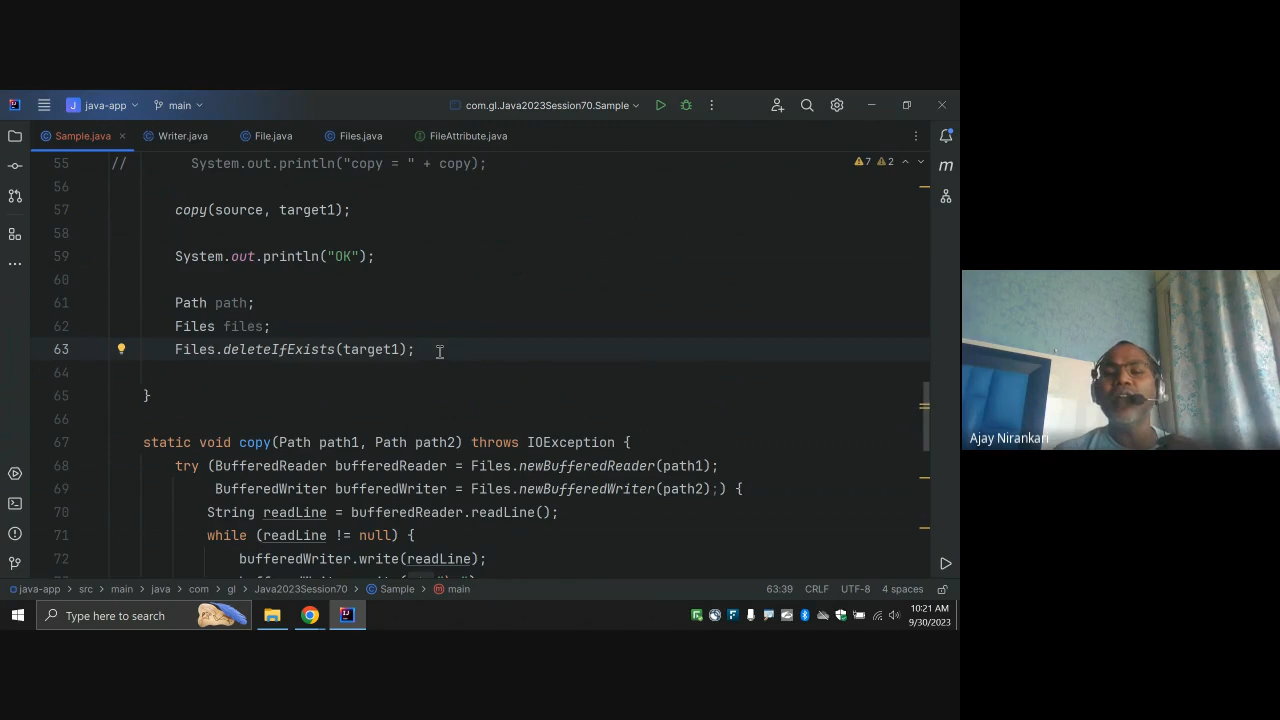 J java-app main com.gl.Java2023Session70.Sample
Sample.java Writer.java File.java Files.java FileAttribute.java
55 // System.out.println("copy = " + copy); 7 2
56
57 copy(source, target1);
58
59 System.out.println("OK");
60
61 Path path;
62 Files files;
63 Files.deleteIfExists(target1);
64
65 }
66
67 static void copy(Path path1, Path path2) throws IOException {
68 try (BufferedReader bufferedReader = Files.newBufferedReader(path1);
69 BufferedWriter bufferedWriter = Files.newBufferedWriter(path2);) {
70 String readLine = bufferedReader.readLine();
71 while (readLine != null) {
72 bufferedWriter.write(readLine);
java-app > src > main > java > com > gl > Java2023Session70 > Sample > main 63:39 CRLF UTF-8 4 spaces
Type here to search 10:21 AM
9/30/2023
Ajay Nirankari